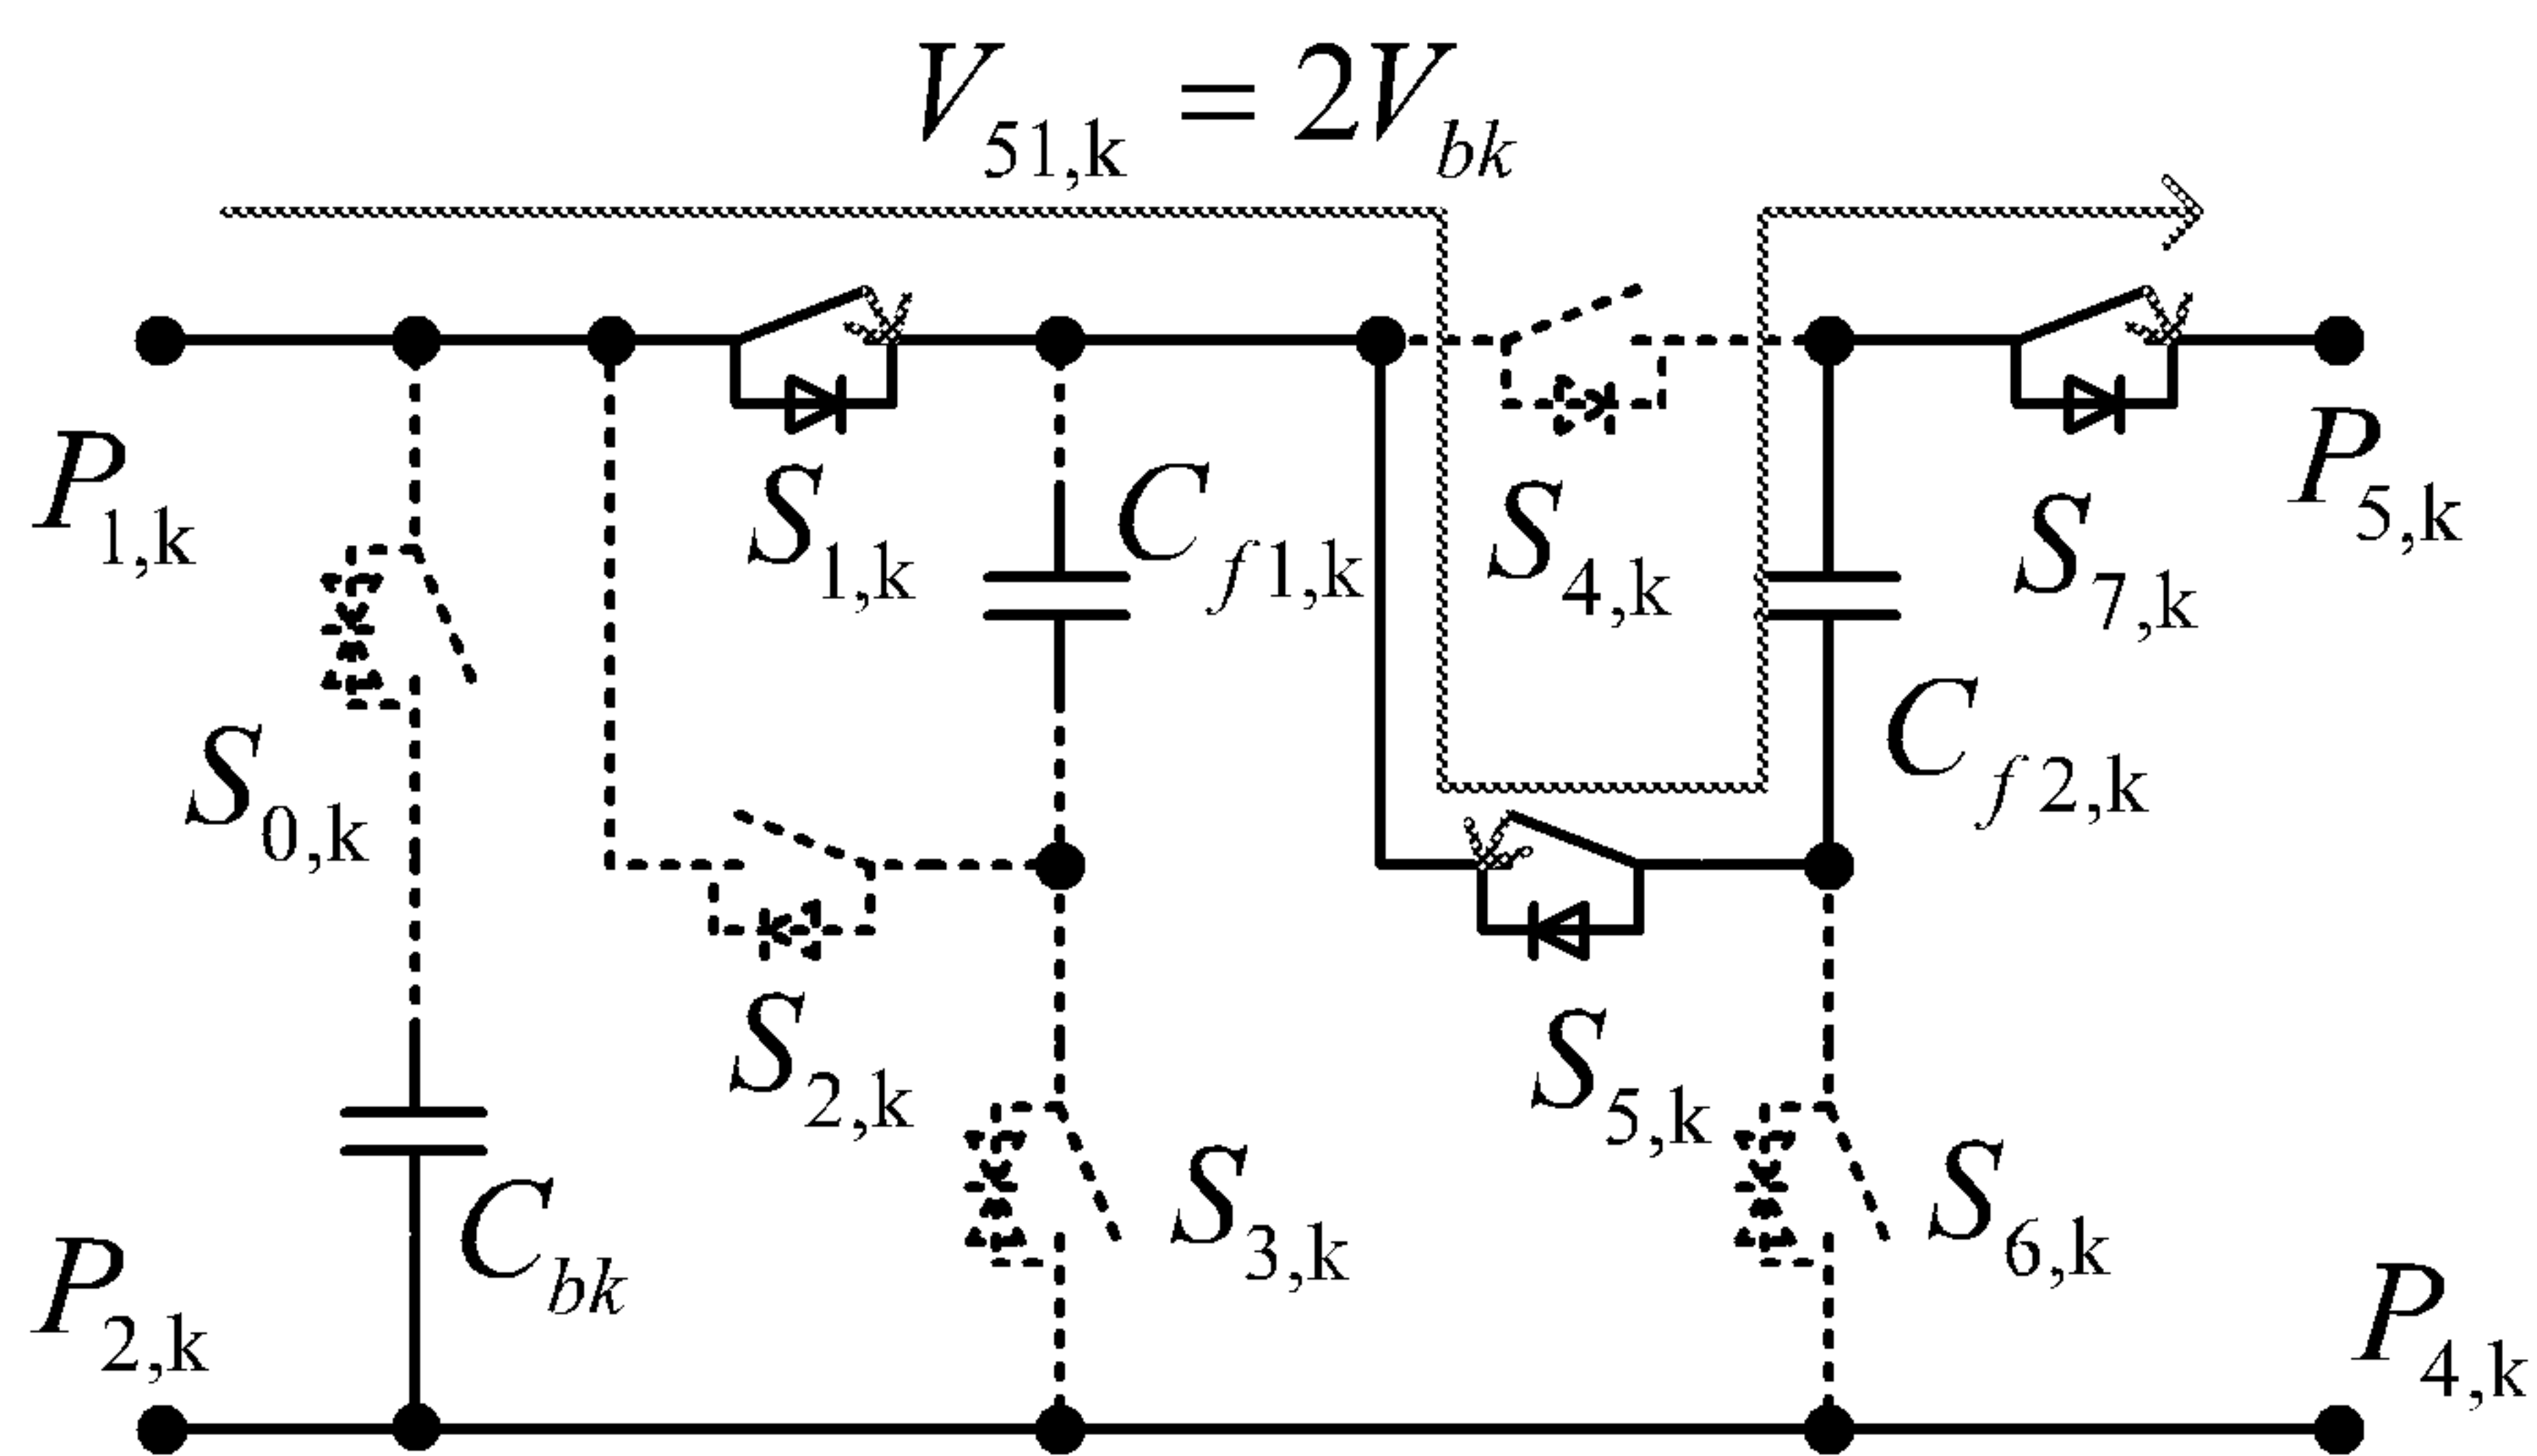 V51,k = 2Vbk
P1,k
S1,k
Cf1,k
S4,k
S7,k
P5,k
S0,k
Cf2,k
S2,k
S5,k
Cbk
S3,k
S6,k
P2,k
P4,k